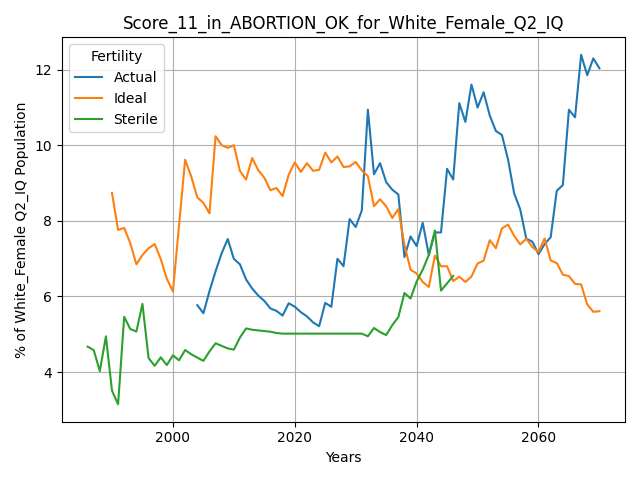 Score_11_in_ABORTION_OK_for_White_Female_Q2_IQ
Fertility
Actual
Ideal
Sterile
% of White_Female Q2_IQ Population
12
10
8
6
4
2000
2020
2040
2060
Years